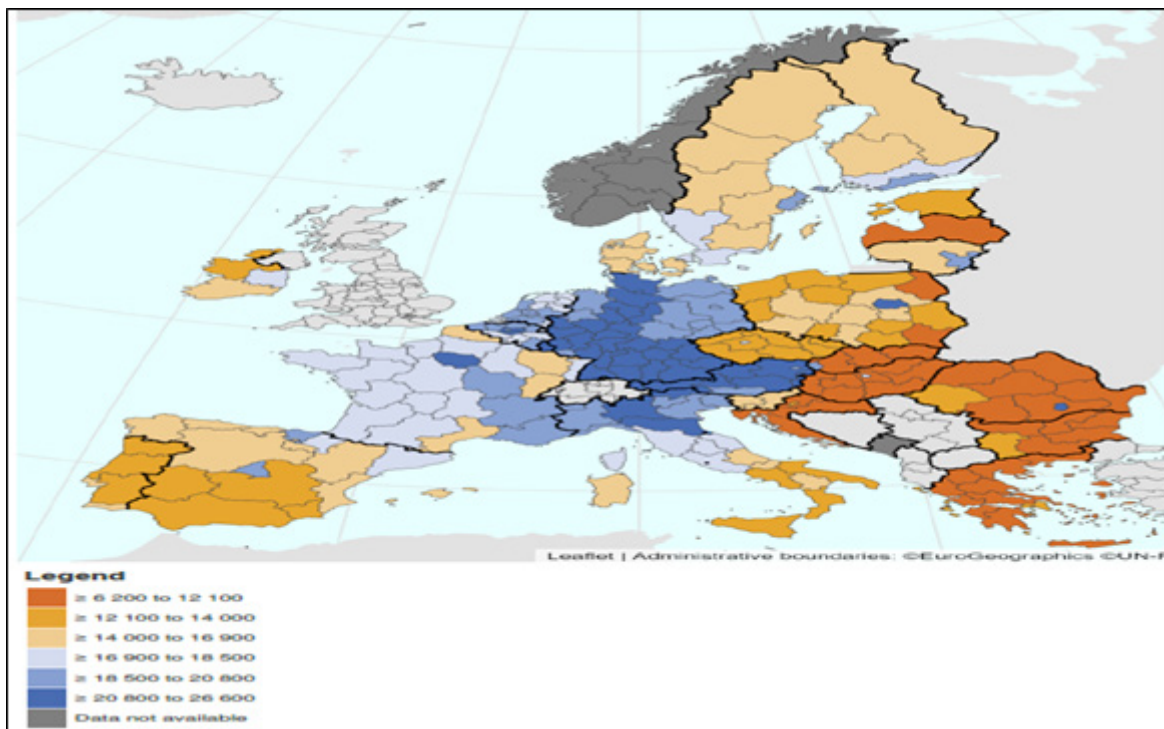 Leaflet | Administrative boundaries: ©EuroGeographics ©UN-F
Legend
≥ 6 200 to 12 100
≥ 12 100 to 14 000
≥ 14 000 to 16 900
≥ 16 900 to 18 500
≥ 18 500 to 20 800
≥ 20 800 to 26 600
Data not available